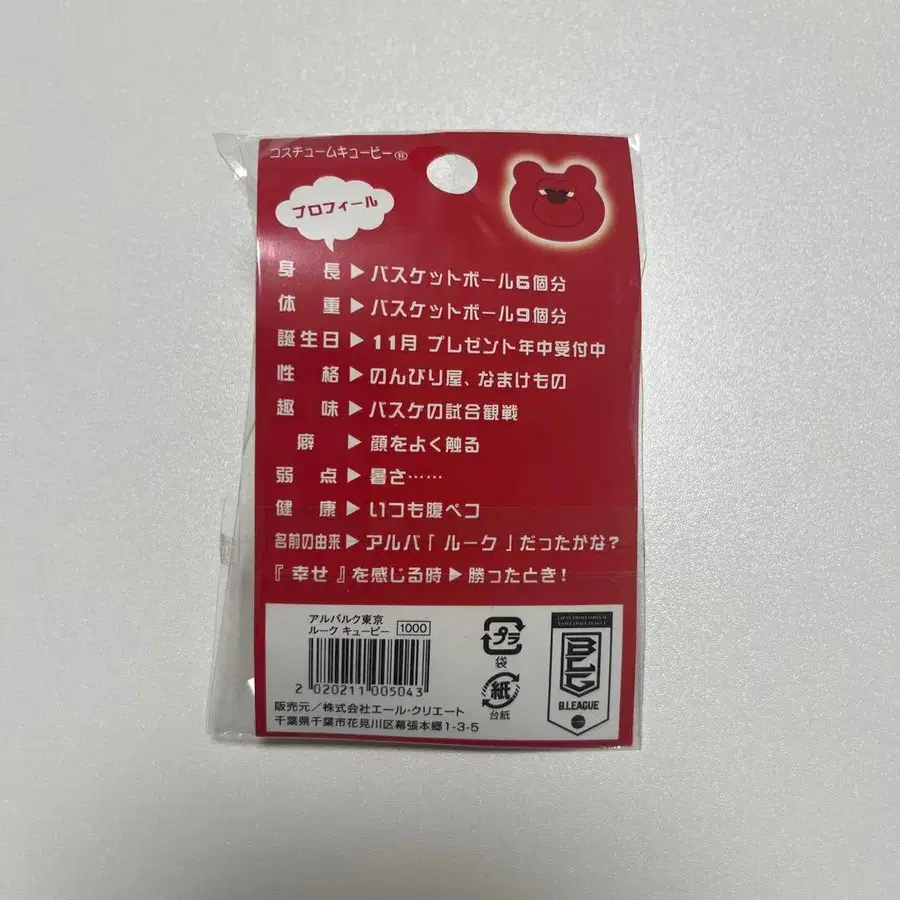 コスチュームキューピー®
プロフィール
身長▶バスケットボール6個分
体重▶バスケットボール9個分
誕生日▶11月 プレゼント年中受付中
性格▶のんびり屋、なまけもの
趣味▶バスケの試合観戦
癖▶顔をよく触る
弱点▶暑さ……
健康▶いつも腹ペコ
名前の由来▶アルバ「ルーク」だったかな?
『幸せ』を感じる時▶勝ったとき!
アルバルク東京
ルーク キューピー 1000
2 020211 005043
販売元/株式会社エール・クリエート
千葉県千葉市花見川区幕張本郷1-3-5
プラ
袋
紙
台紙
JAPAN PROFESSIONAL
BASKETBALL LEAGUE
BLG
B.LEAGUE